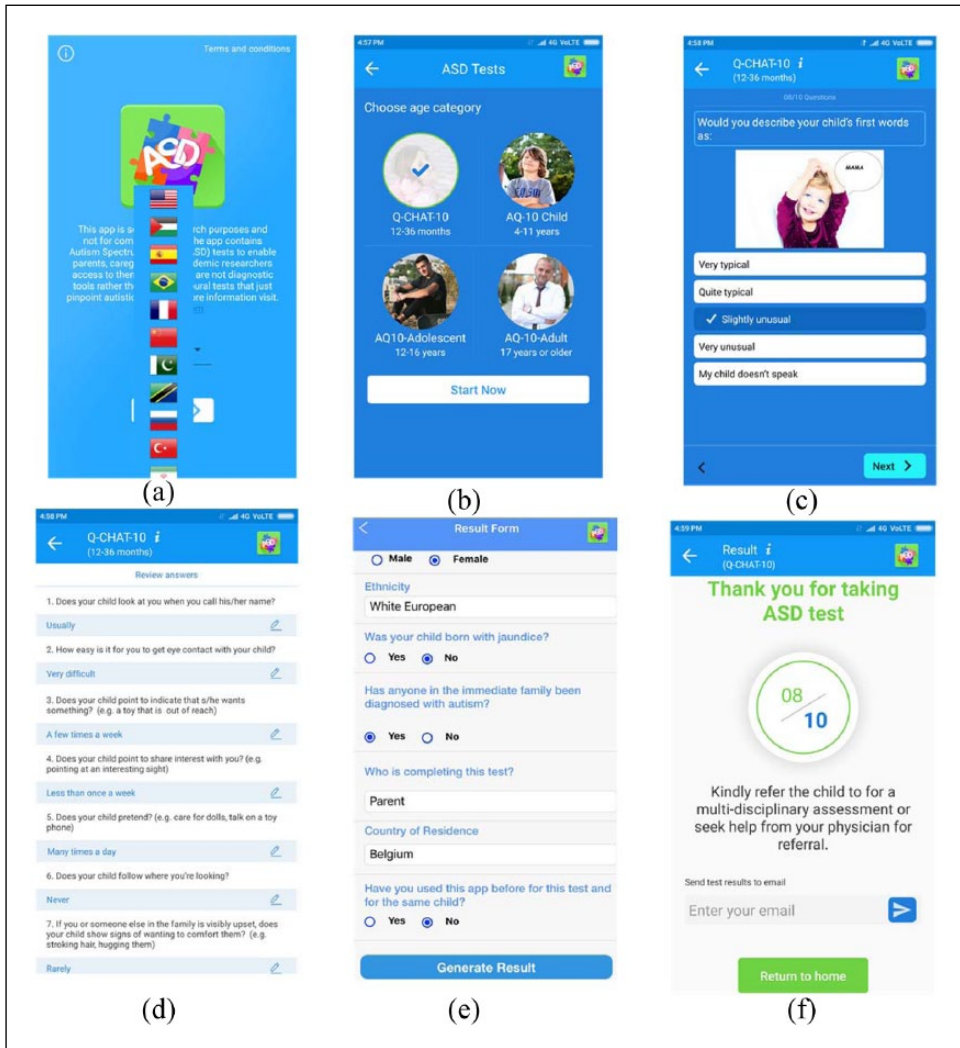 Terms and conditions
ASD
This app is s rch purposes and
not for com he app contains
Autism Spectru SD) tests to enable
parents, careg demic researchers
access to ther are not diagnostic
tools rather th ural tests that just
pinpoint autistic re information visit.
(a)
4:57 PM 4G VoLTE
ASD Tests
Choose age category
Q-CHAT-10
12-36 months
AQ-10 Child
4-11 years
AQ10-Adolescent
12-16 years
AQ-10-Adult
17 years or older
Start Now
(b)
4:58 PM 4G VoLTE
Q-CHAT-10 i
(12-36 months)
08/10 Questions
Would you describe your child's first words
as:
MAMA
Very typical
Quite typical
Slightly unusual
Very unusual
My child doesn't speak
Next
(c)
4:58 PM 4G VoLTE
Q-CHAT-10 i
(12-36 months)
Review answers
1. Does your child look at you when you call his/her name?
Usually
2. How easy is it for you to get eye contact with your child?
Very difficult
3. Does your child point to indicate that s/he wants
something? (e.g. a toy that is out of reach)
A few times a week
4. Does your child point to share interest with you? (e.g.
pointing at an interesting sight)
Less than once a week
5. Does your child pretend? (e.g. care for dolls, talk on a toy
phone)
Many times a day
6. Does your child follow where you're looking?
Never
7. If you or someone else in the family is visibly upset, does
your child show signs of wanting to comfort them? (e.g.
stroking hair, hugging them)
Rarely
(d)
Result Form
Male Female
Ethnicity
White European
Was your child born with jaundice?
Yes No
Has anyone in the immediate family been
diagnosed with autism?
Yes No
Who is completing this test?
Parent
Country of Residence
Belgium
Have you used this app before for this test and
for the same child?
Yes No
Generate Result
(e)
4:59 PM 4G VoLTE
Result i
(Q-CHAT-10)
Thank you for taking
ASD test
08
10
Kindly refer the child to for a
multi-disciplinary assessment or
seek help from your physician for
referral.
Send test results to email
Enter your email
Return to home
(f)